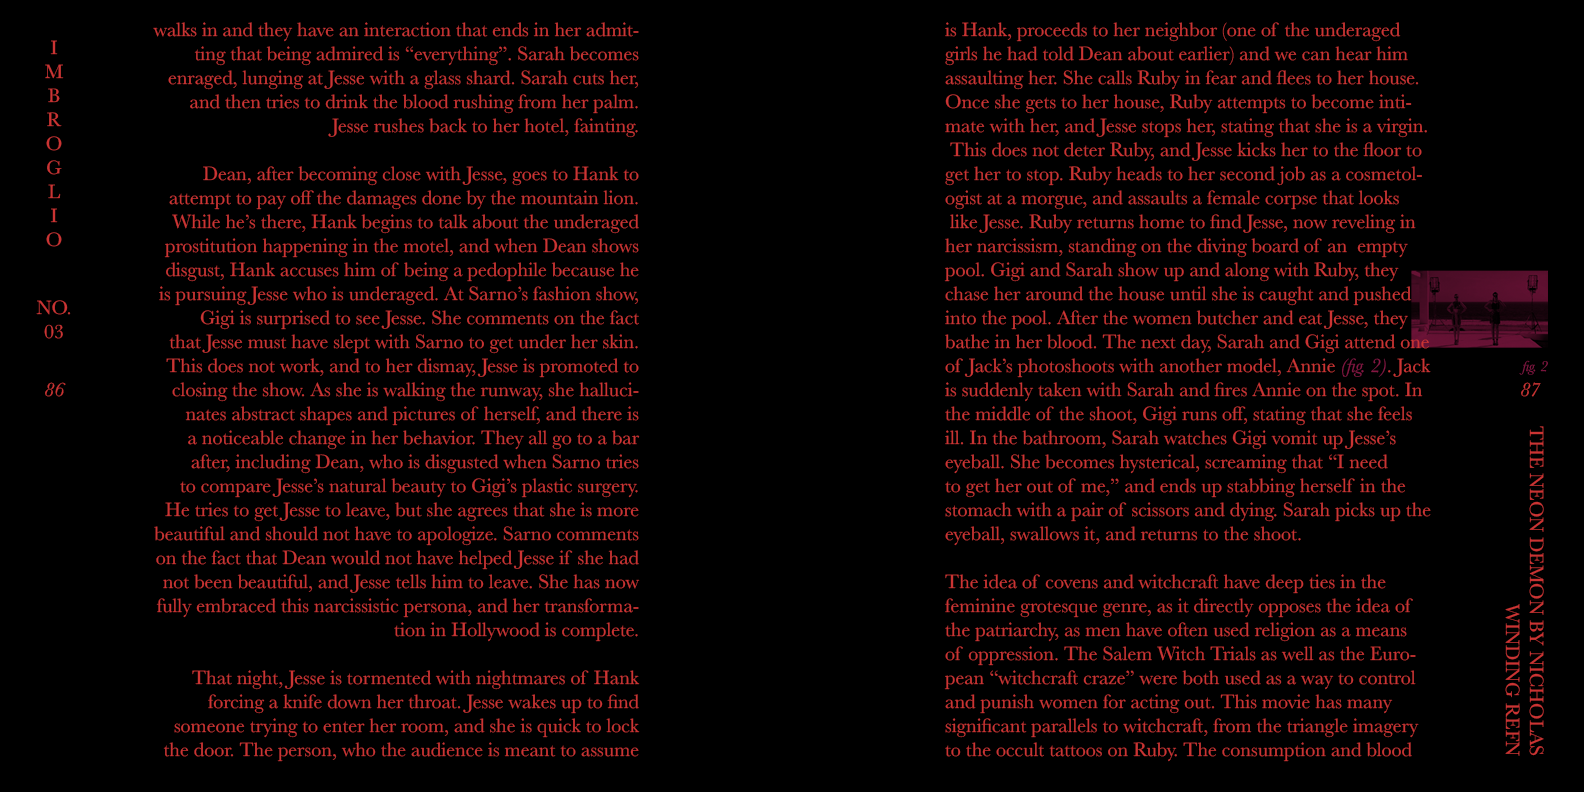 I
M
B
R
O
G
L
I
O
NO.
03
86
walks in and they have an interaction that ends in her admit-
ting that being admired is “everything”. Sarah becomes
enraged, lunging at Jesse with a glass shard. Sarah cuts her,
and then tries to drink the blood rushing from her palm.
Jesse rushes back to her hotel, fainting.
Dean, after becoming close with Jesse, goes to Hank to
attempt to pay off the damages done by the mountain lion.
While he’s there, Hank begins to talk about the underaged
prostitution happening in the motel, and when Dean shows
disgust, Hank accuses him of being a pedophile because he
is pursuing Jesse who is underaged. At Sarno’s fashion show,
Gigi is surprised to see Jesse. She comments on the fact
that Jesse must have slept with Sarno to get under her skin.
This does not work, and to her dismay, Jesse is promoted to
closing the show. As she is walking the runway, she halluci-
nates abstract shapes and pictures of herself, and there is
a noticeable change in her behavior. They all go to a bar
after, including Dean, who is disgusted when Sarno tries
to compare Jesse’s natural beauty to Gigi’s plastic surgery.
He tries to get Jesse to leave, but she agrees that she is more
beautiful and should not have to apologize. Sarno comments
on the fact that Dean would not have helped Jesse if she had
not been beautiful, and Jesse tells him to leave. She has now
fully embraced this narcissistic persona, and her transforma-
tion in Hollywood is complete.
That night, Jesse is tormented with nightmares of Hank
forcing a knife down her throat. Jesse wakes up to find
someone trying to enter her room, and she is quick to lock
the door. The person, who the audience is meant to assume
is Hank, proceeds to her neighbor (one of the underaged
girls he had told Dean about earlier) and we can hear him
assaulting her. She calls Ruby in fear and flees to her house.
Once she gets to her house, Ruby attempts to become inti-
mate with her, and Jesse stops her, stating that she is a virgin.
This does not deter Ruby, and Jesse kicks her to the floor to
get her to stop. Ruby heads to her second job as a cosmetol-
ogist at a morgue, and assaults a female corpse that looks
like Jesse. Ruby returns home to find Jesse, now reveling in
her narcissism, standing on the diving board of an empty
pool. Gigi and Sarah show up and along with Ruby, they
chase her around the house until she is caught and pushed
into the pool. After the women butcher and eat Jesse, they
bathe in her blood. The next day, Sarah and Gigi attend one
of Jack’s photoshoots with another model, Annie (fig. 2). Jack
is suddenly taken with Sarah and fires Annie on the spot. In
the middle of the shoot, Gigi runs off, stating that she feels
ill. In the bathroom, Sarah watches Gigi vomit up Jesse’s
eyeball. She becomes hysterical, screaming that “I need
to get her out of me,” and ends up stabbing herself in the
stomach with a pair of scissors and dying. Sarah picks up the
eyeball, swallows it, and returns to the shoot.
The idea of covens and witchcraft have deep ties in the
feminine grotesque genre, as it directly opposes the idea of
the patriarchy, as men have often used religion as a means
of oppression. The Salem Witch Trials as well as the Euro-
pean “witchcraft craze” were both used as a way to control
and punish women for acting out. This movie has many
significant parallels to witchcraft, from the triangle imagery
to the occult tattoos on Ruby. The consumption and blood
fig. 2
87
THE NEON DEMON BY NICHOLAS
WINDING REFN